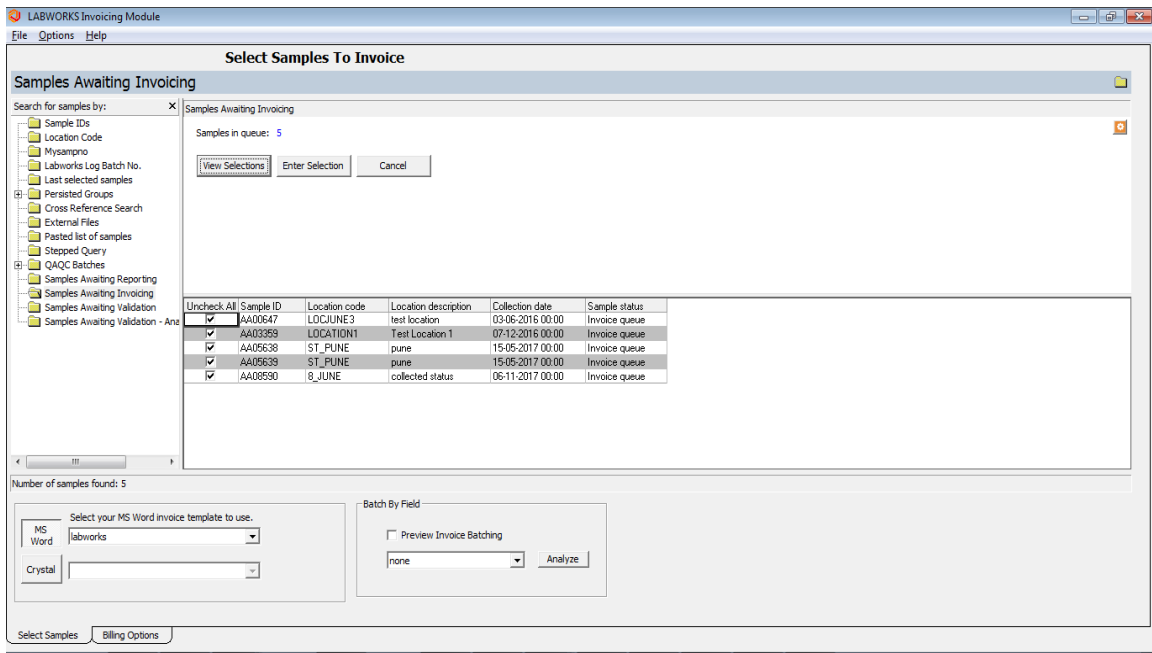 LABWORKS Invoicing Module
File Options Help
Select Samples To Invoice
Samples Awaiting Invoicing
Search for samples by: X
Sample IDs
Location Code
Mysampno
Labworks Log Batch No.
Last selected samples
Persisted Groups
Cross Reference Search
External Files
Pasted list of samples
Stepped Query
QAQC Batches
Samples Awaiting Reporting
Samples Awaiting Invoicing
Samples Awaiting Validation
Samples Awaiting Validation - Ana
Samples Awaiting Invoicing
Samples in queue: 5
View Selections Enter Selection Cancel
Uncheck All Sample ID Location code Location description Collection date Sample status
AA00647 LOCJUNE3 test location 03-06-2016 00:00 Invoice queue
AA03359 LOCATION1 Test Location 1 07-12-2016 00:00 Invoice queue
AA05638 ST_PUNE pune 15-05-2017 00:00 Invoice queue
AA05639 ST_PUNE pune 15-05-2017 00:00 Invoice queue
AA08590 8_JUNE collected status 06-11-2017 00:00 Invoice queue
Number of samples found: 5
Select your MS Word invoice template to use.
MS Word
labworks
Crystal
Batch By Field
Preview Invoice Batching
none
Analyze
Select Samples Billing Options